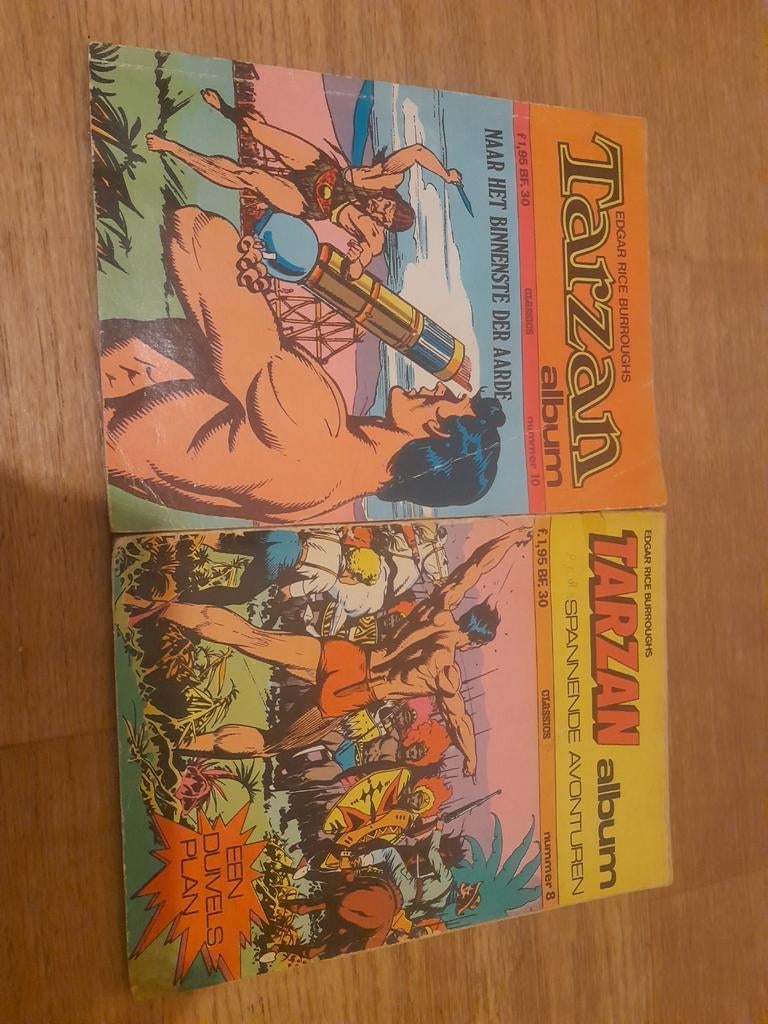 EDGAR RICE BURROUGHS
Tarzan
album
f 1,95 BF. 30
CLASSICS
nummer 10
NAAR HET BINNENSTE DER AARDE
EDGAR RICE BURROUGHS
TARZAN album
SPANNENDE AVONTUREN
f.1,95 BF.30
CLASSICS
nummer 8
EEN
DUIVELS
PLAN